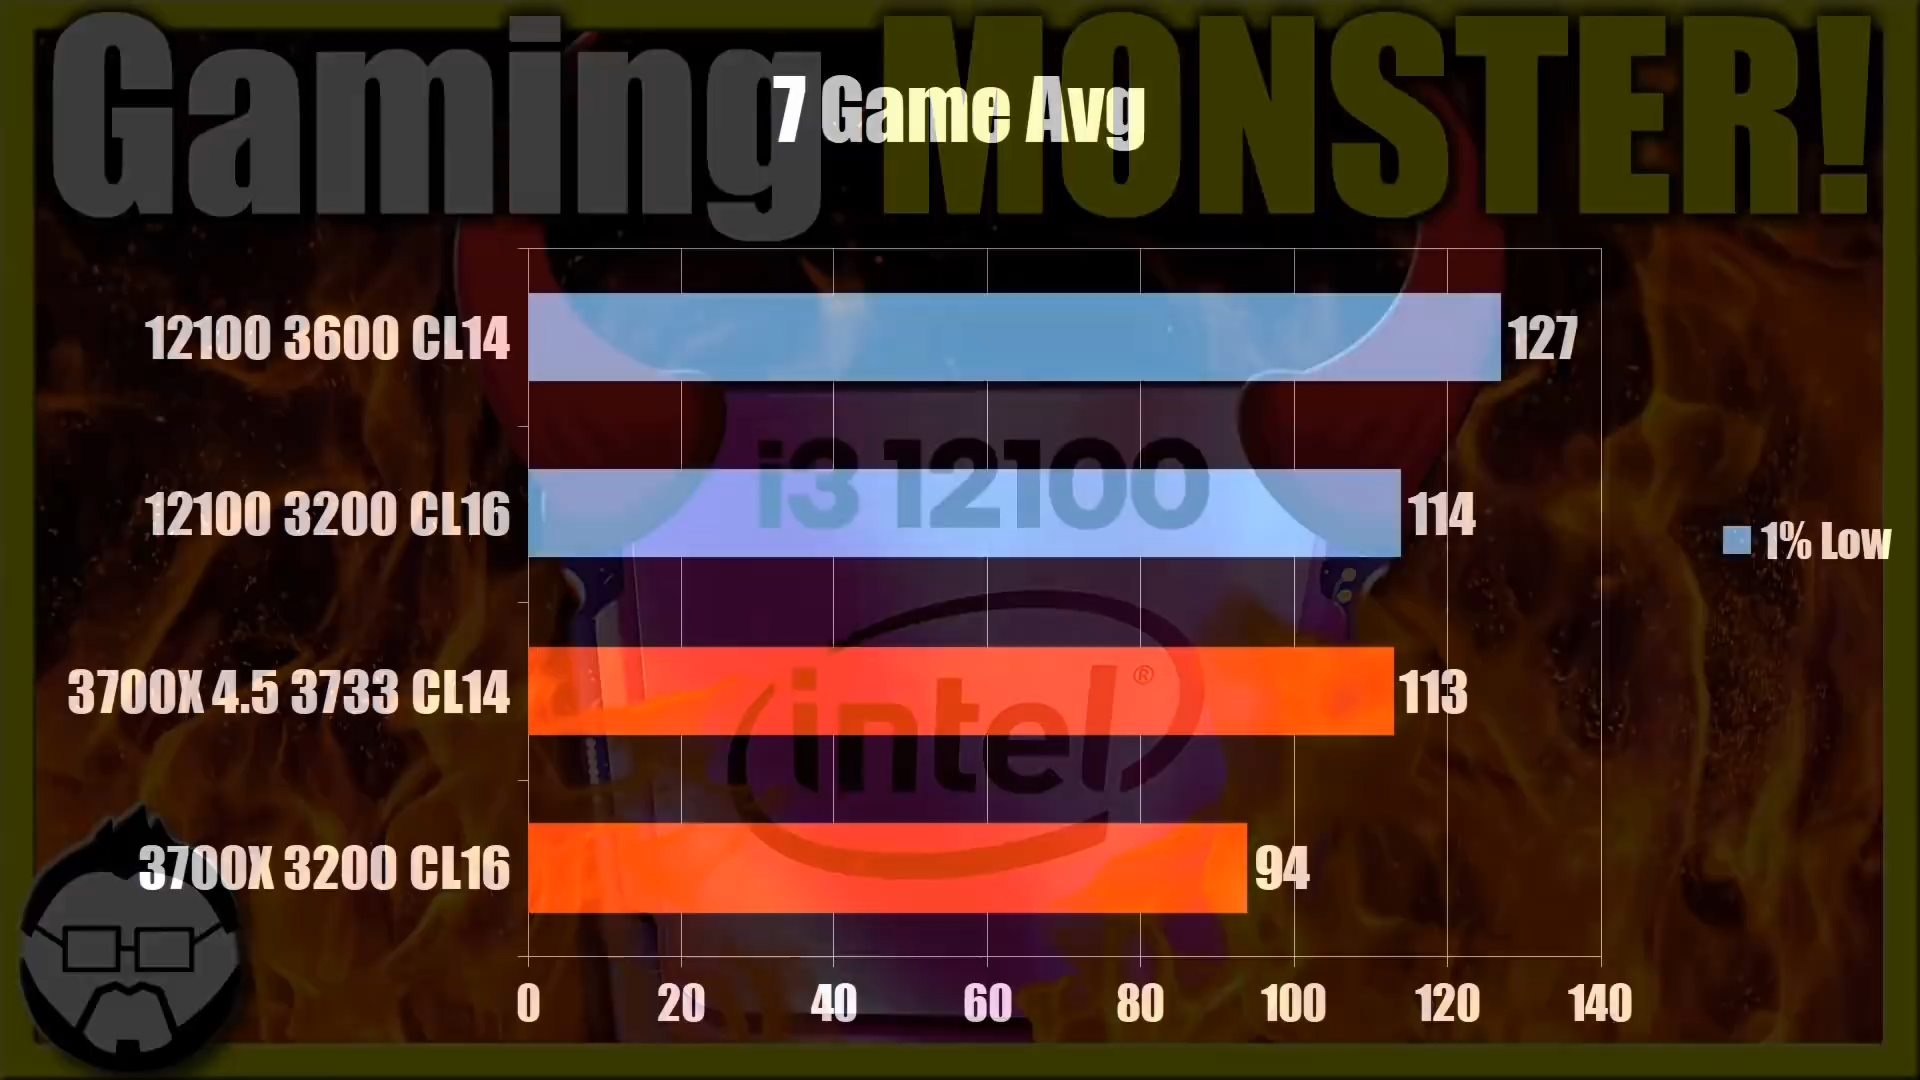 Gaming MONSTER!
7 Game Avg
12100 3600 CL14
127
i3 12100
12100 3200 CL16
114
1% Low
3700X 4.5 3733 CL14
113
intel®
3700X 3200 CL16
94
0 20 40 60 80 100 120 140